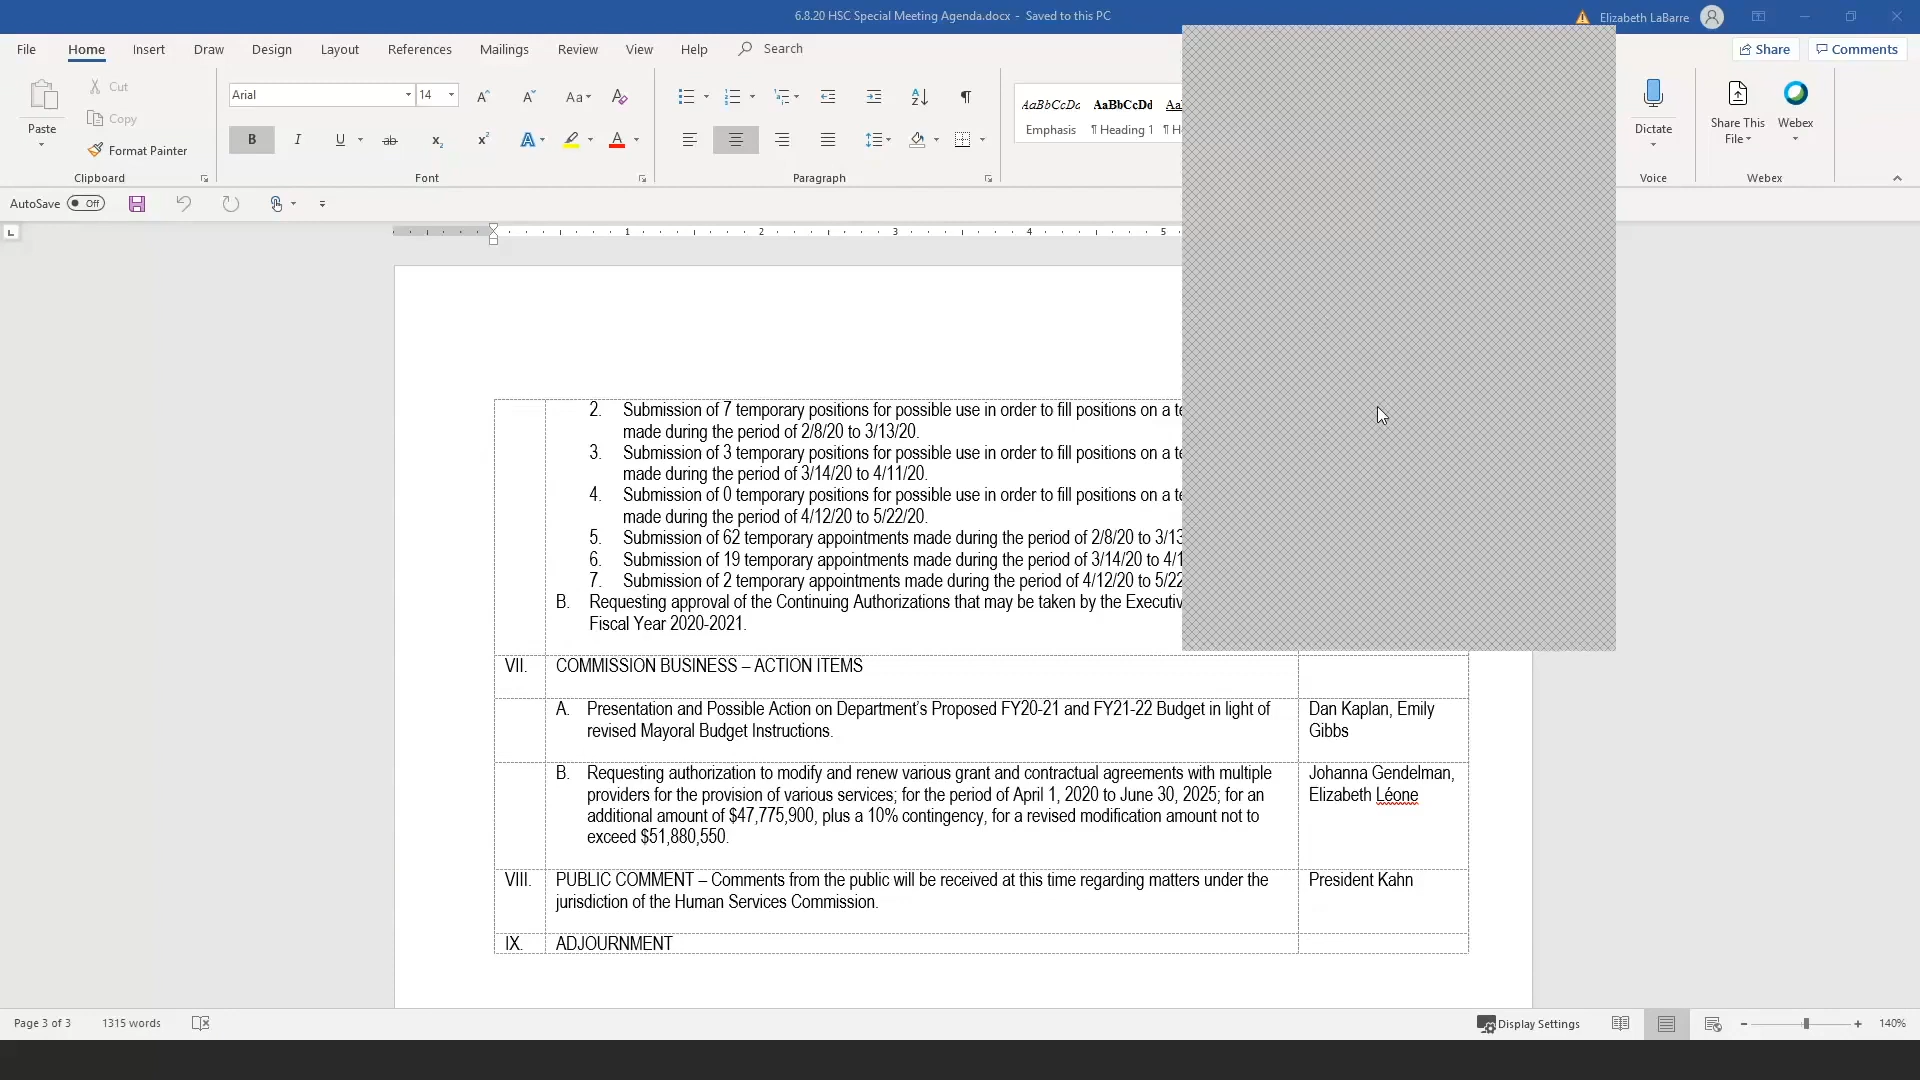 6.8.20 HSC Special Meeting Agenda.docx - Saved to this PC
Elizabeth LaBarre
File Home Insert Draw Design Layout References Mailings Review View Help Search
Share Comments
Arial 14
AaBbCcDc AaBbCcDd
Paste Cut
Copy
Format Painter
Emphasis ¶ Heading 1
Dictate Share This File Webex
Clipboard Font Paragraph Voice Webex
AutoSave Off
1 2 3 4 5
2. Submission of 7 temporary positions for possible use in order to fill positions on a
made during the period of 2/8/20 to 3/13/20.
3. Submission of 3 temporary positions for possible use in order to fill positions on a
made during the period of 3/14/20 to 4/11/20.
4. Submission of 0 temporary positions for possible use in order to fill positions on a
made during the period of 4/12/20 to 5/22/20.
5. Submission of 62 temporary appointments made during the period of 2/8/20 to 3/13
6. Submission of 19 temporary appointments made during the period of 3/14/20 to 4/1
7. Submission of 2 temporary appointments made during the period of 4/12/20 to 5/22
B. Requesting approval of the Continuing Authorizations that may be taken by the Executiv
Fiscal Year 2020-2021.
VII. COMMISSION BUSINESS – ACTION ITEMS
A. Presentation and Possible Action on Department's Proposed FY20-21 and FY21-22 Budget in light of
revised Mayoral Budget Instructions.
Dan Kaplan, Emily
Gibbs
B. Requesting authorization to modify and renew various grant and contractual agreements with multiple
providers for the provision of various services; for the period of April 1, 2020 to June 30, 2025; for an
additional amount of $47,775,900, plus a 10% contingency, for a revised modification amount not to
exceed $51,880,550.
Johanna Gendelman,
Elizabeth Léone
VIII. PUBLIC COMMENT – Comments from the public will be received at this time regarding matters under the
jurisdiction of the Human Services Commission.
President Kahn
IX. ADJOURNMENT
Page 3 of 3 1315 words Display Settings 140%